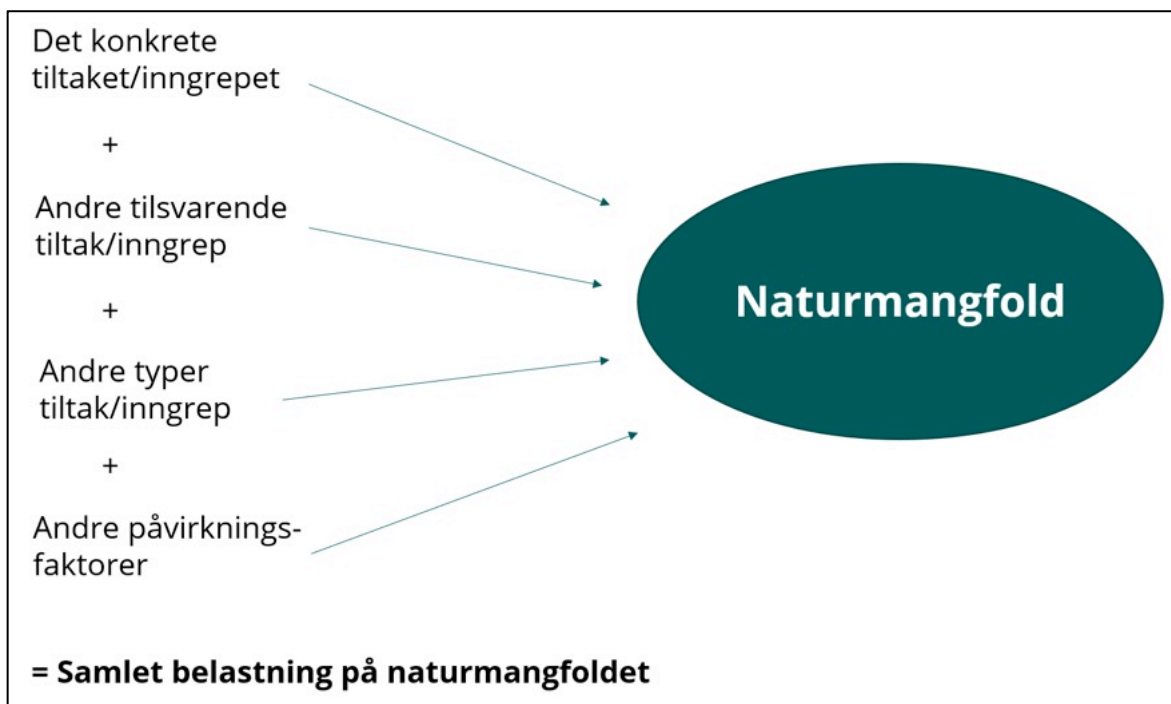 Det konkrete
tiltaket/inngrepet
+
Andre tilsvarende
tiltak/inngrep
+
Andre typer
tiltak/inngrep
+
Andre påvirknings-
faktorer
= Samlet belastning på naturmangfoldet
Naturmangfold